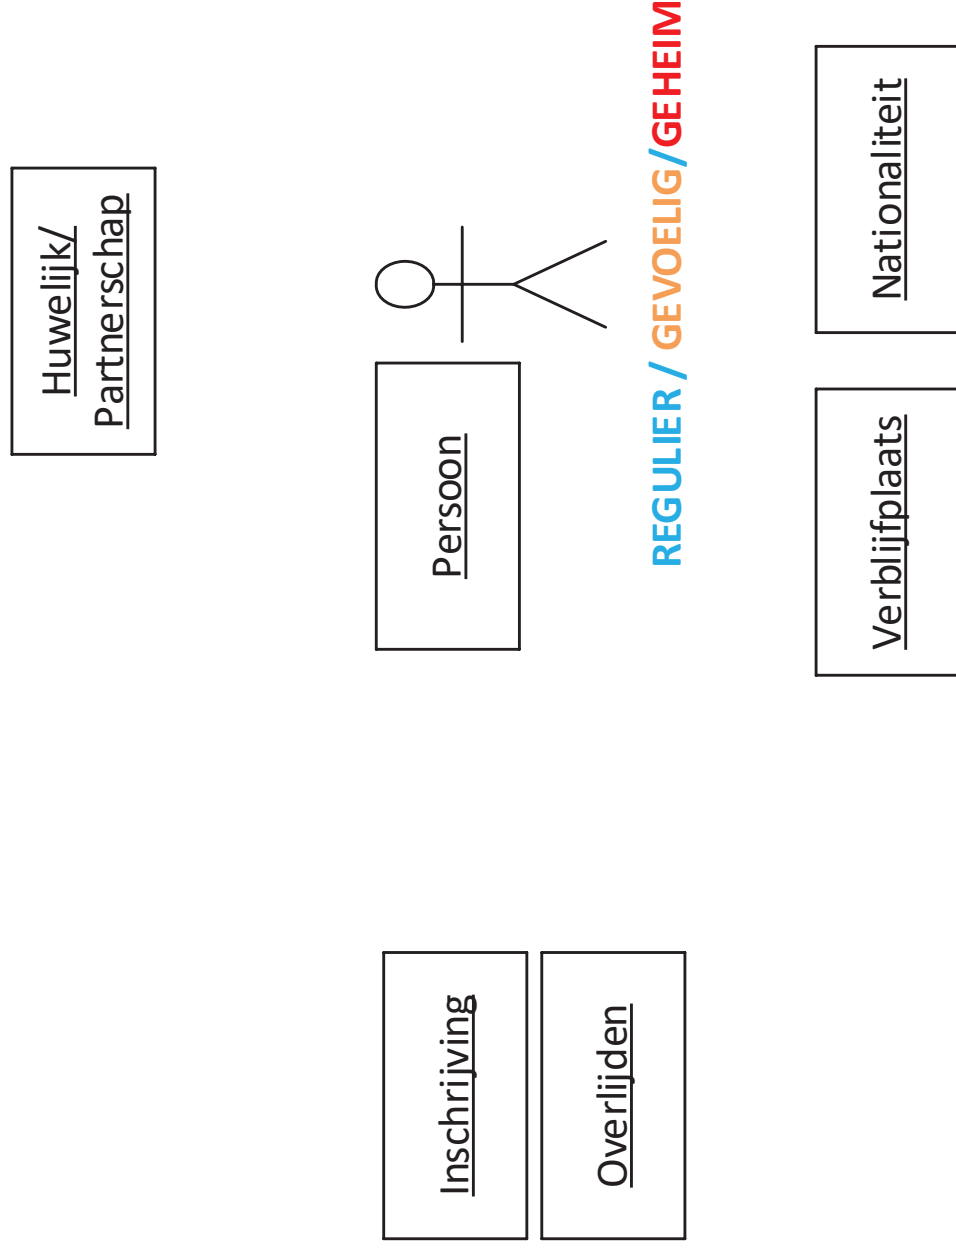 Huwelijk/
Partnerschap
Inschrijving
Persoon
Overlijden
REGULIER / GEVOELIG/GEHEIM
Verblijfplaats
Nationaliteit